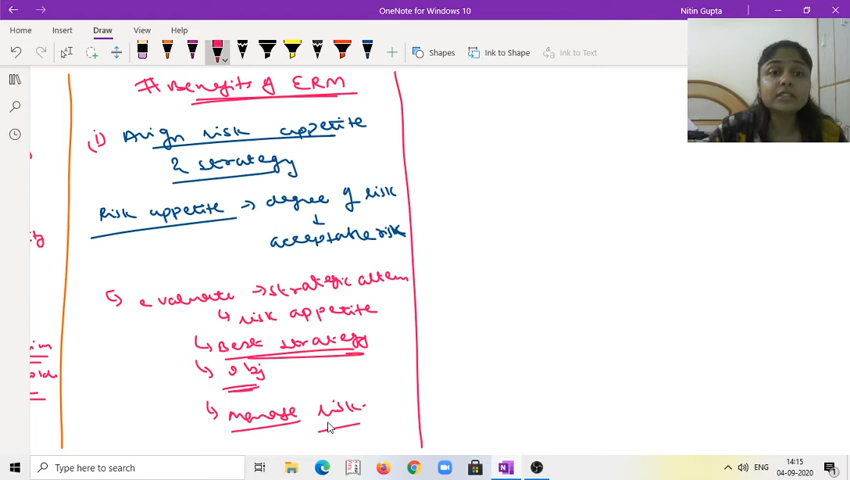 OneNote for Windows 10
Nitin Gupta
Home Insert Draw View Help
Shapes Ink to Shape Ink to Text
# Benefits of ERM
(i) Align risk appetite
& strategy
Risk appetite → degree of risk
↓
acceptable risk
↳ evaluate → strategic altern
↳ risk appetite
↳ Best strategy
↳ obj
↳ manage risk.
Type here to search
ENG
14:15
04-09-2020
1